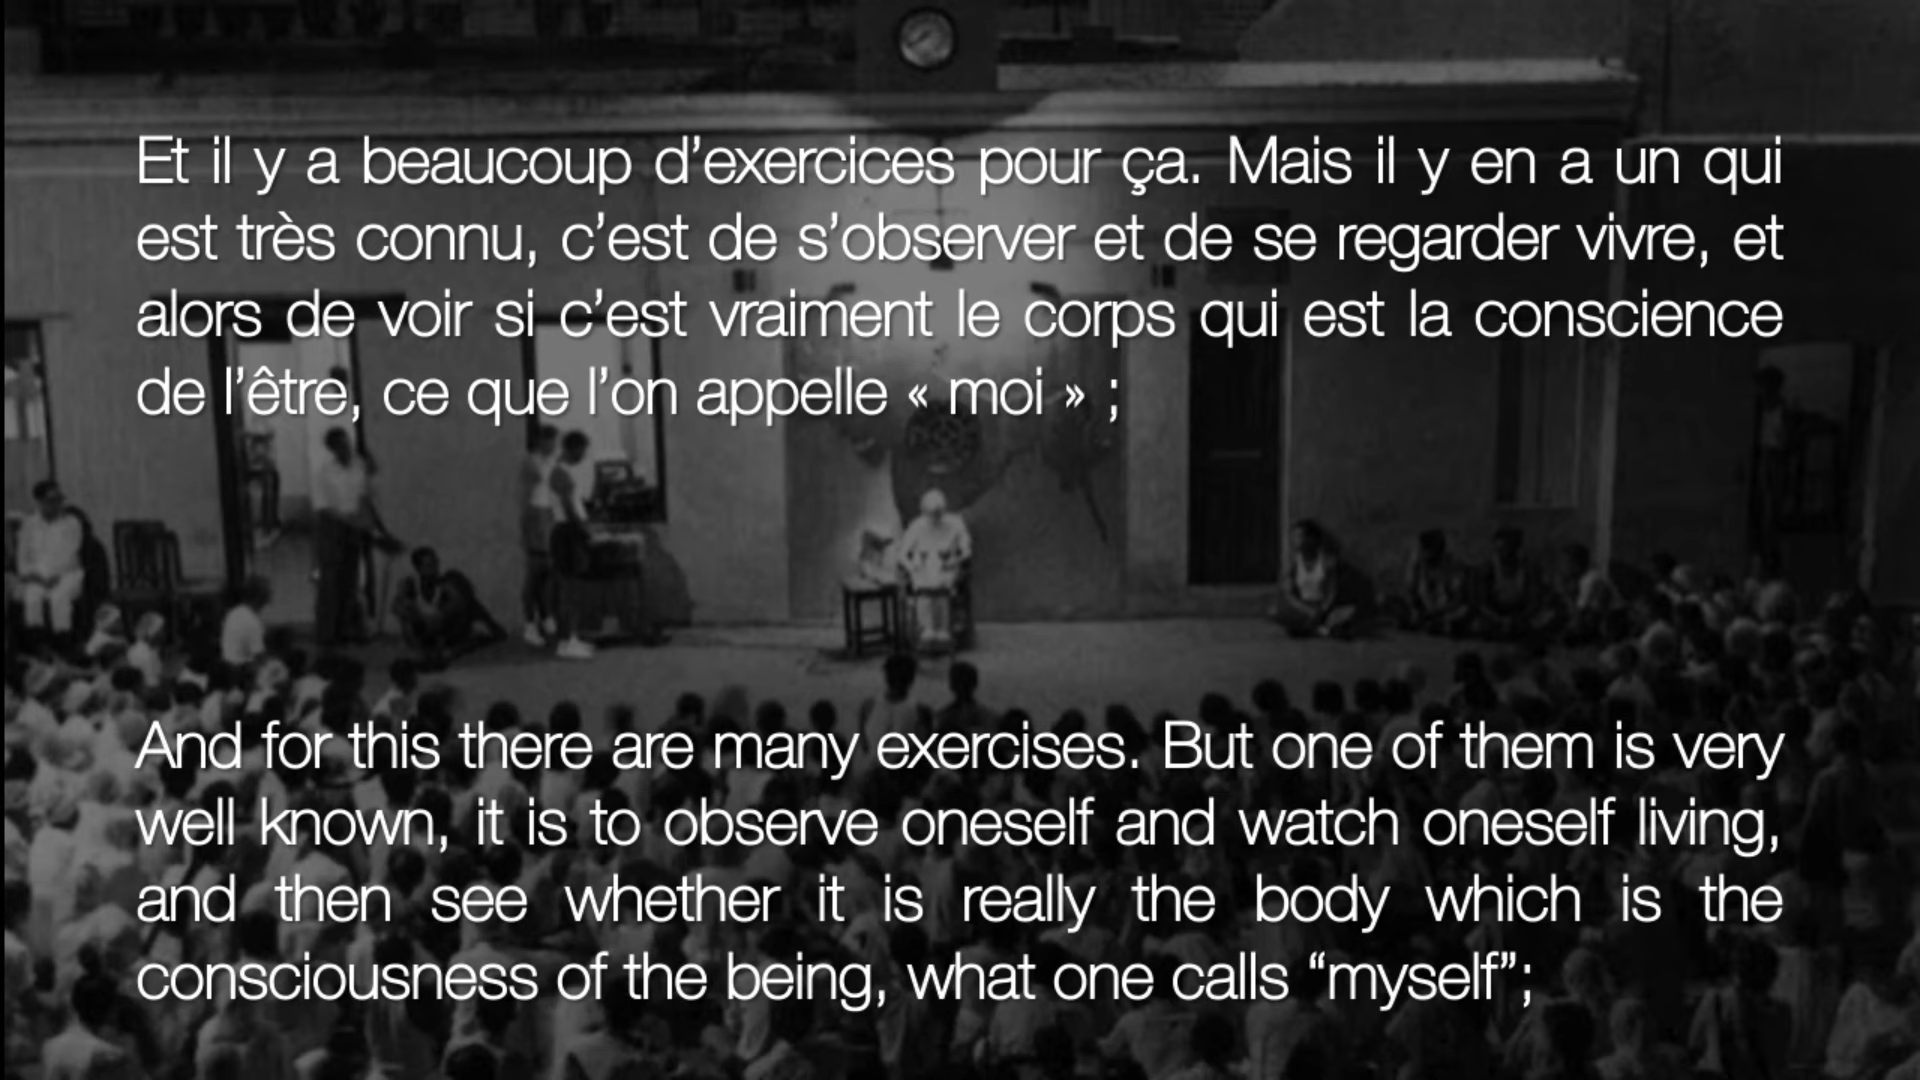 Et il y a beaucoup d’exercices pour ça. Mais il y en a un qui
est très connu, c’est de s’observer et de se regarder vivre, et
alors de voir si c’est vraiment le corps qui est la conscience
de l’être, ce que l’on appelle « moi » ;
And for this there are many exercises. But one of them is very
well known, it is to observe oneself and watch oneself living,
and then see whether it is really the body which is the
consciousness of the being, what one calls “myself”;